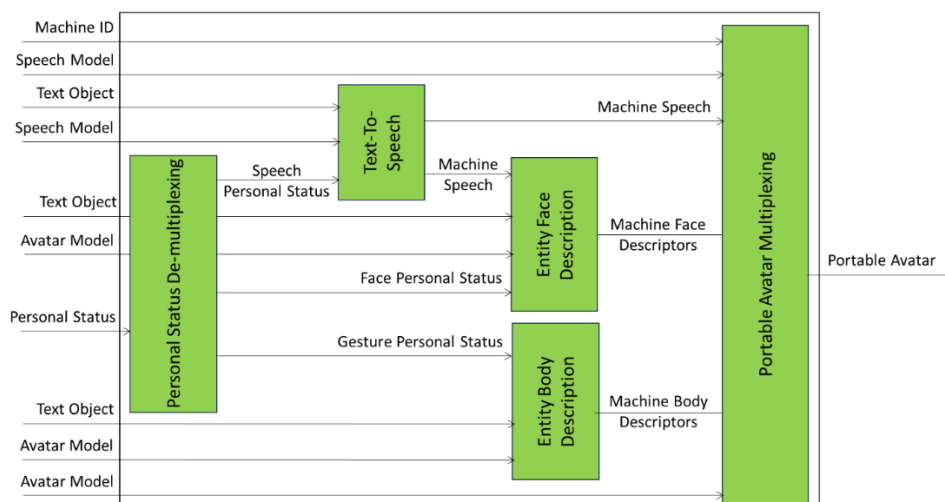 Machine ID
Speech Model
Text Object
Speech Model
Text Object
Avatar Model
Personal Status
Text Object
Avatar Model
Avatar Model
Personal Status De-multiplexing
Speech
Personal Status
Text-To-
Speech
Machine Speech
Machine
Speech
Face Personal Status
Gesture Personal Status
Entity Face
Description
Entity Body
Description
Machine Face
Descriptors
Machine Body
Descriptors
Portable Avatar Multiplexing
Portable Avatar